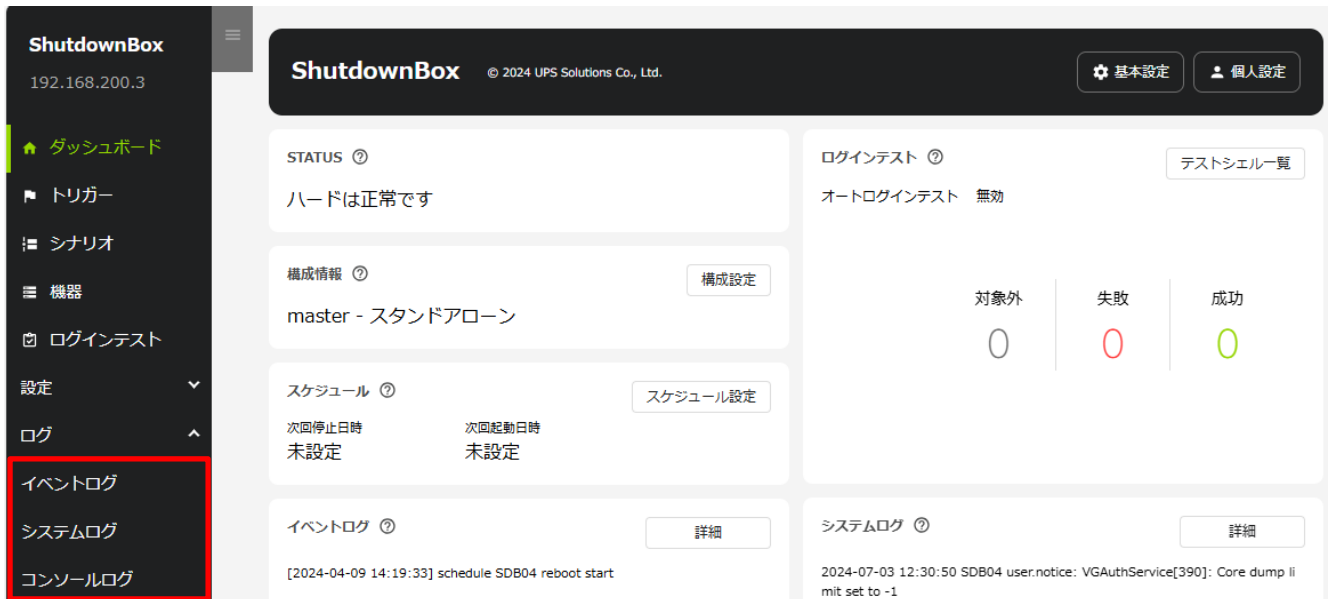 ShutdownBox
192.168.200.3
ダッシュボード
トリガー
シナリオ
機器
ログインテスト
設定
ログ
イベントログ
システムログ
コンソールログ
ShutdownBox © 2024 UPS Solutions Co., Ltd.
基本設定
個人設定
STATUS
ハードは正常です
構成情報
構成設定
master - スタンドアローン
スケジュール
スケジュール設定
次回停止日時 次回起動日時
未設定 未設定
イベントログ
詳細
[2024-04-09 14:19:33] schedule SDB04 reboot start
ログインテスト
テストシェル一覧
オートログインテスト 無効
対象外 失敗 成功
0 0 0
システムログ
詳細
2024-07-03 12:30:50 SDB04 user.notice: VGAuthService[390]: Core dump li
mit set to -1